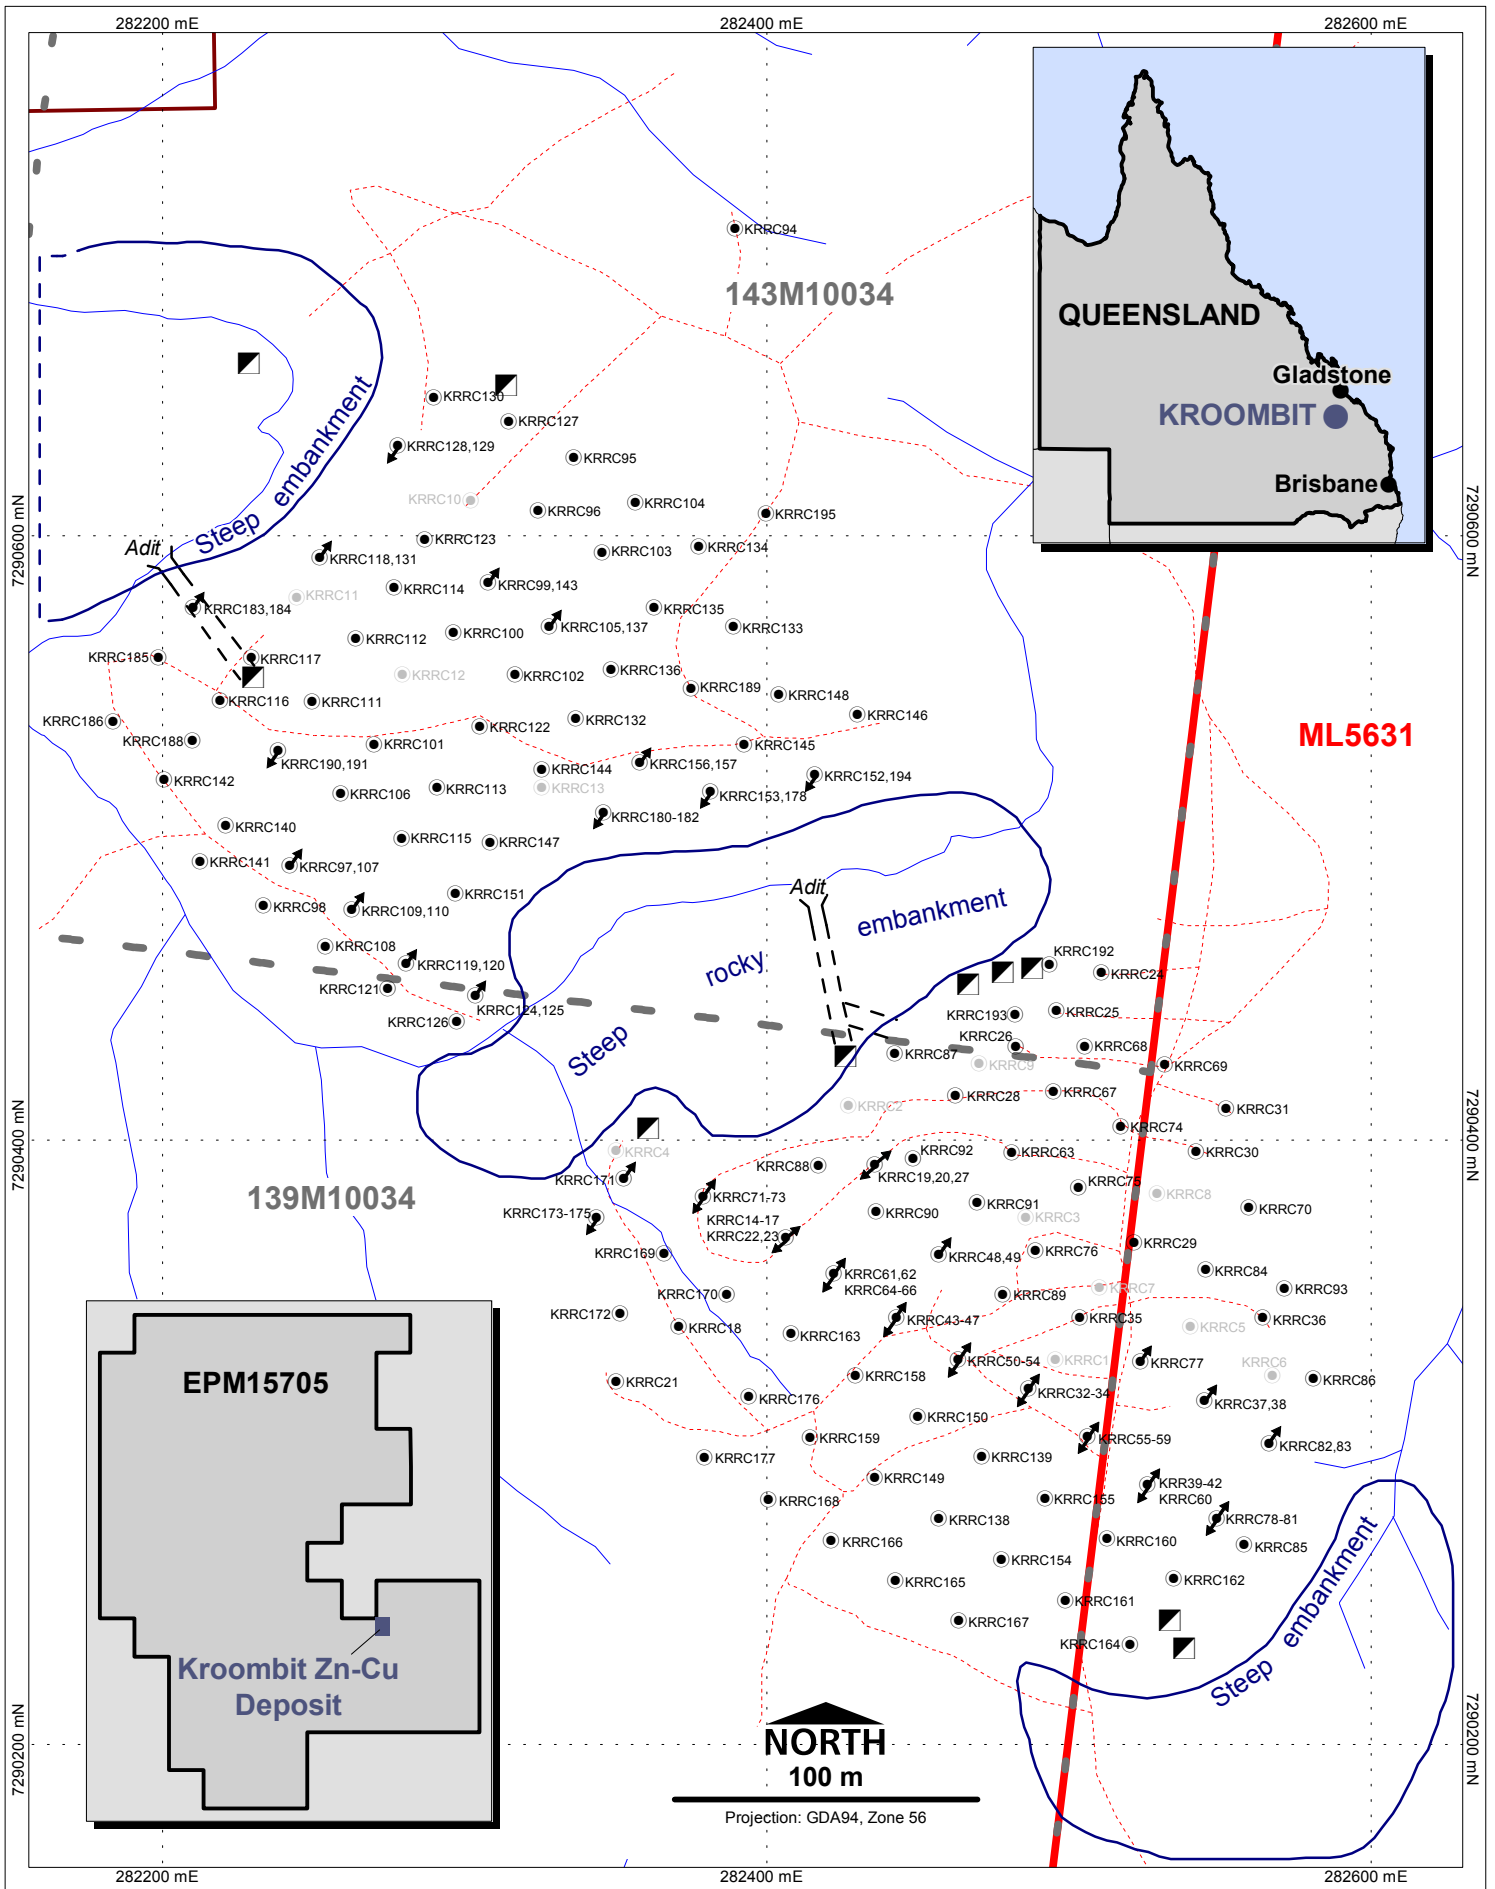 282200 mE
282400 mE
282600 mE
KRRC94
143M10034
QUEENSLAND
Gladstone
KROOMBIT
Brisbane
Steep embankment
KRRC130
KRRC127
KRRC128,129
KRRC95
KRRC10
KRRC96
KRRC104
KRRC195
7290600 mN
7290600 mN
Adit
KRRC118,131
KRRC123
KRRC103
KRRC134
KRRC11
KRRC114
KRRC99,143
KRRC183,184
KRRC135
KRRC112
KRRC100
KRRC105,137
KRRC133
KRRC185
KRRC117
KRRC12
KRRC102
KRRC136
KRRC116
KRRC111
KRRC189
KRRC148
KRRC186
KRRC122
KRRC132
KRRC146
ML5631
KRRC188
KRRC101
KRRC145
KRRC190,191
KRRC144
KRRC156,157
KRRC142
KRRC106
KRRC113
KRRC13
KRRC153,178
KRRC152,194
KRRC180-182
KRRC140
KRRC115
KRRC147
KRRC141
KRRC97,107
Adit
KRRC151
KRRC98
KRRC109,110
embankment
KRRC108
rocky
KRRC192
KRRC119,120
KRRC24
KRRC121
KRRC124,125
KRRC193
KRRC25
KRRC126
Steep
KRRC26
KRRC68
KRRC87
KRRC9
KRRC69
KRRC2
KRRC28
KRRC67
KRRC31
KRRC74
7290400 mN
7290400 mN
KRRC4
KRRC88
KRRC92
KRRC63
KRRC30
KRRC171
KRRC19,20,27
KRRC75
KRRC8
139M10034
KRRC71-73
KRRC91
KRRC70
KRRC173-175
KRRC14-17
KRRC22,23
KRRC90
KRRC3
KRRC29
KRRC169
KRRC48,49
KRRC76
KRRC61,62
KRRC64-66
KRRC84
KRRC170
KRRC89
KRRC7
KRRC93
KRRC172
KRRC18
KRRC163
KRRC43-47
KRRC35
KRRC5
KRRC36
KRRC50-54
KRRC1
KRRC77
KRRC6
KRRC21
KRRC158
KRRC86
KRRC176
KRRC32-34
KRRC37,38
EPM15705
KRRC150
KRRC159
KRRC55-59
KRRC82,83
KRRC177
KRRC139
KRRC149
KRR39-42
KRRC60
KRRC168
KRRC155
KRRC138
KRRC78-81
KRRC166
KRRC160
KRRC85
KRRC154
KRRC165
KRRC162
KRRC161
KRRC167
KRRC164
Steep embankment
Kroombit Zn-Cu
Deposit
7290200 mN
7290200 mN
NORTH
100 m
Projection: GDA94, Zone 56
282200 mE
282400 mE
282600 mE